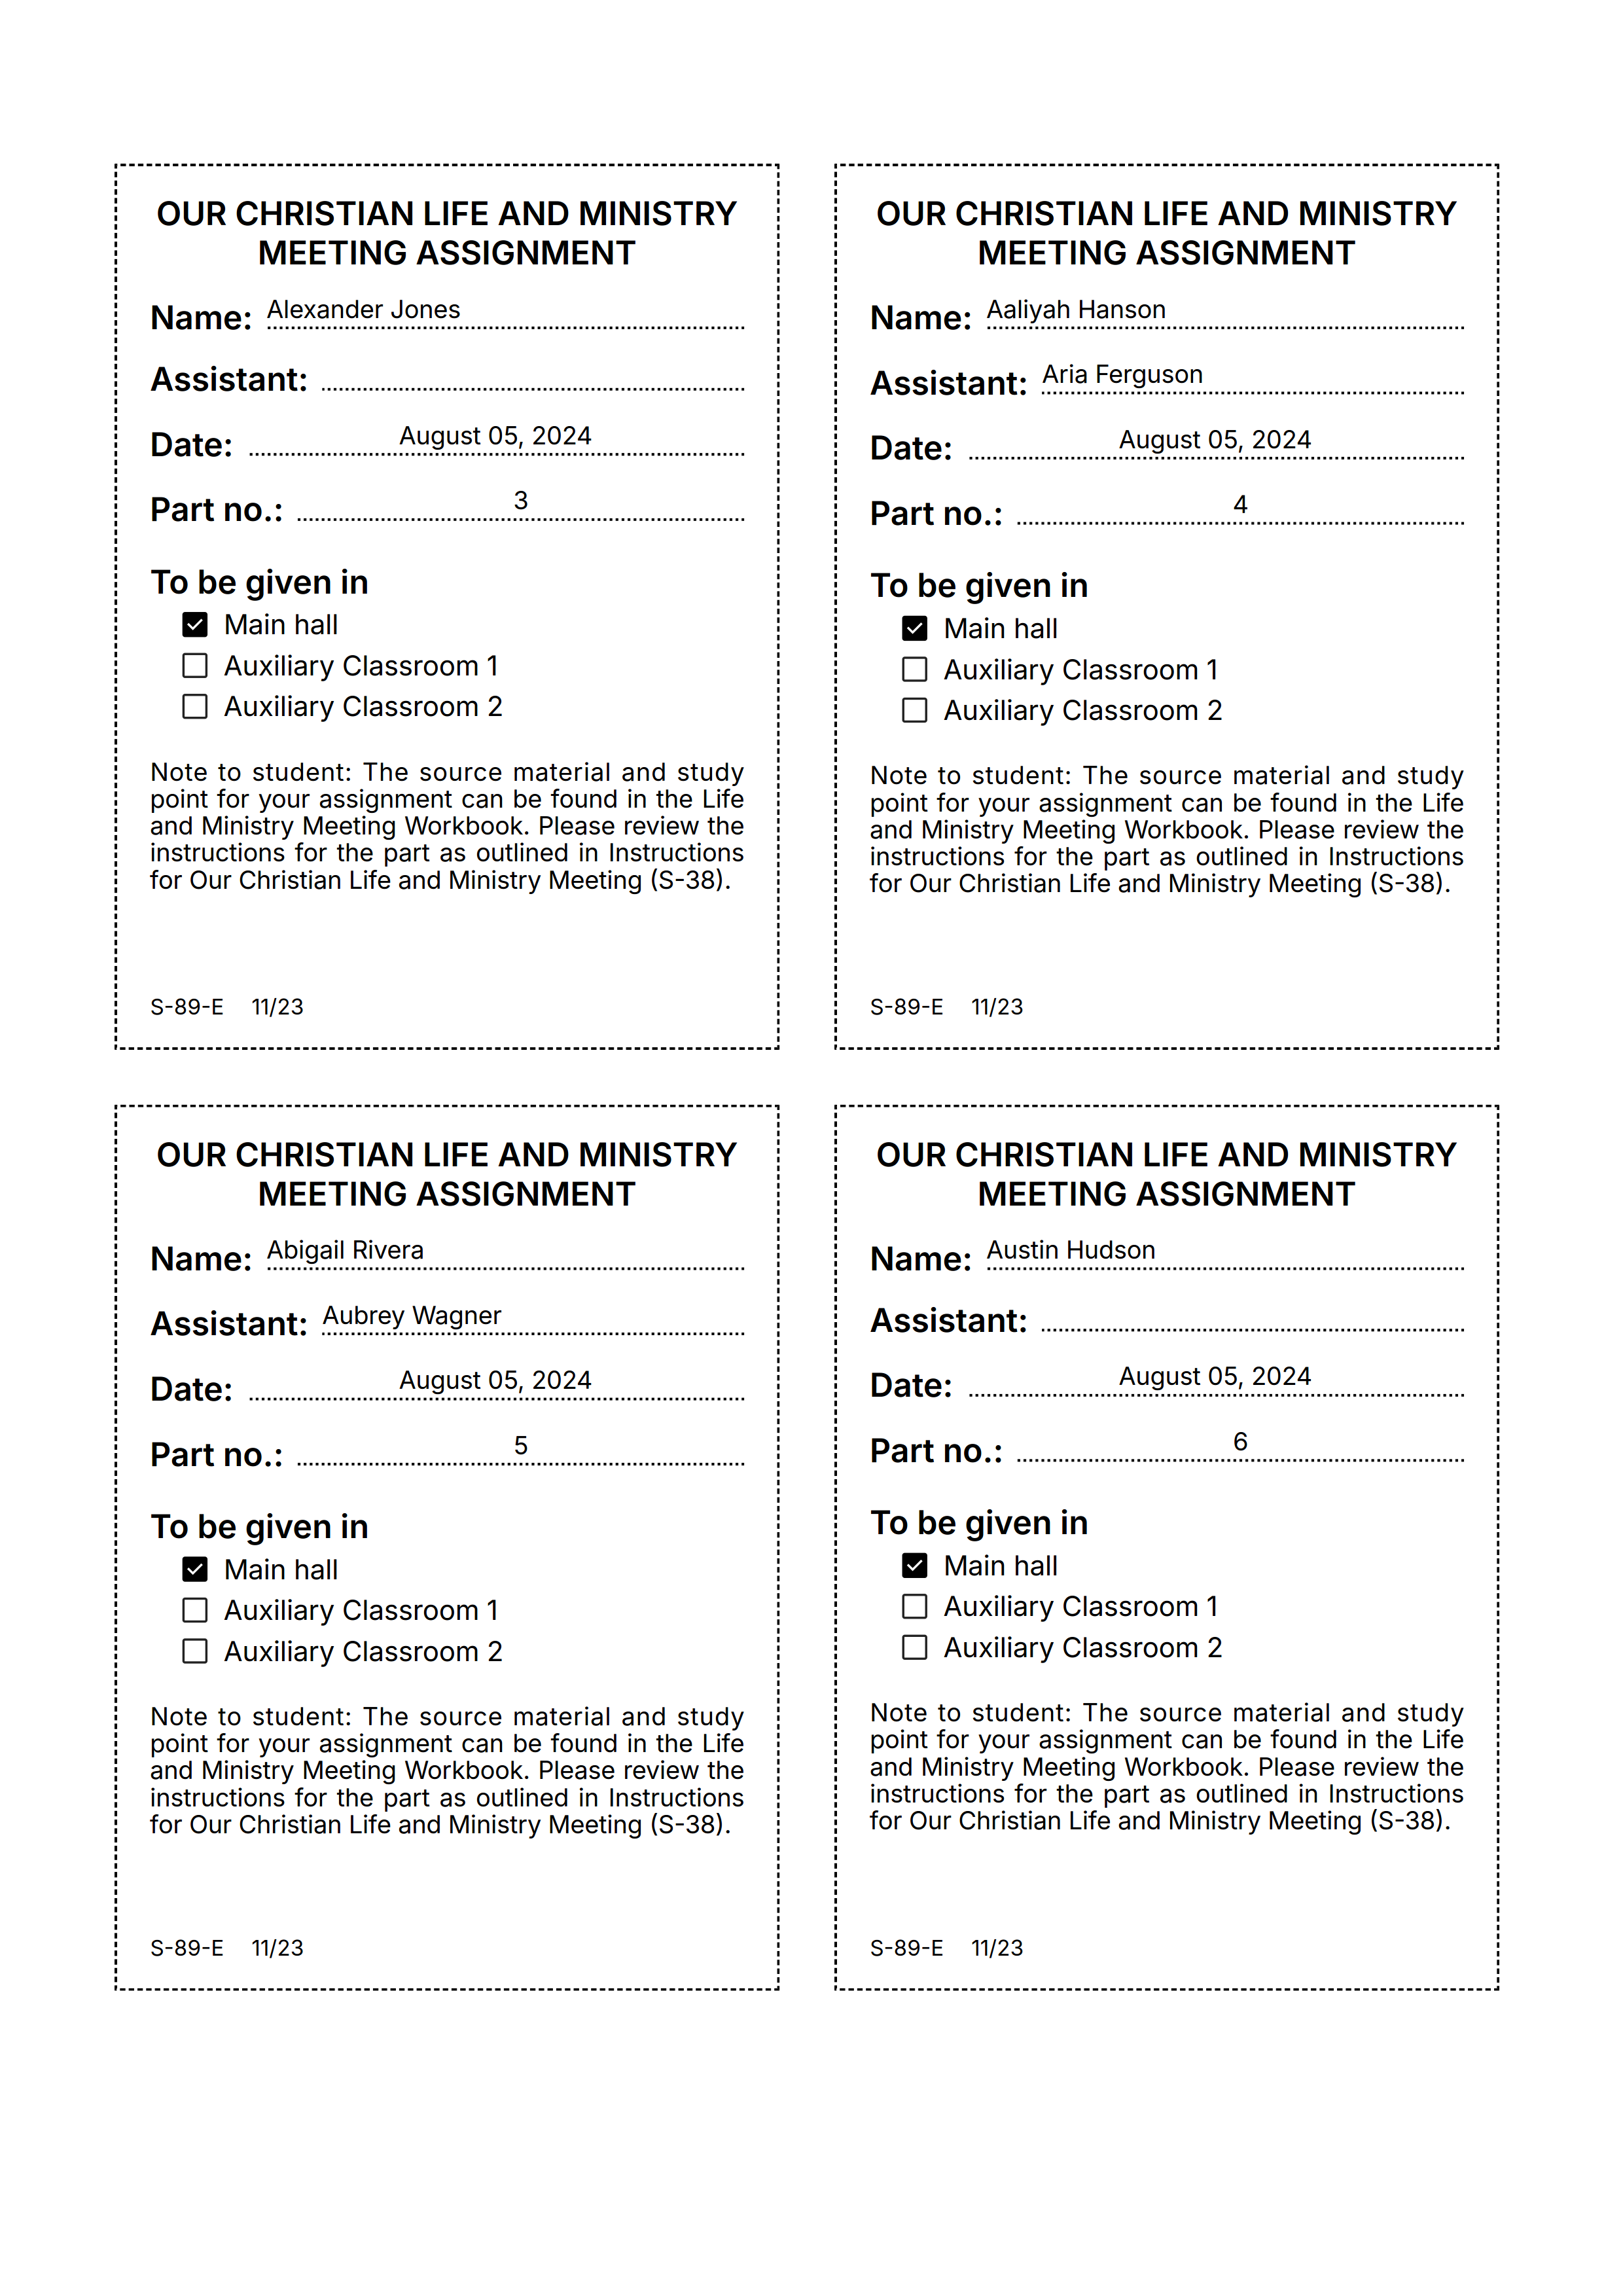 OUR CHRISTIAN LIFE AND MINISTRY
MEETING ASSIGNMENT
Name: Alexander Jones
Assistant:
Date: August 05, 2024
Part no.: 3
To be given in
Main hall
Auxiliary Classroom 1
Auxiliary Classroom 2
Note to student: The source material and study
point for your assignment can be found in the Life
and Ministry Meeting Workbook. Please review the
instructions for the part as outlined in Instructions
for Our Christian Life and Ministry Meeting (S-38).
S-89-E 11/23
OUR CHRISTIAN LIFE AND MINISTRY
MEETING ASSIGNMENT
Name: Aaliyah Hanson
Assistant: Aria Ferguson
Date: August 05, 2024
Part no.: 4
To be given in
Main hall
Auxiliary Classroom 1
Auxiliary Classroom 2
Note to student: The source material and study
point for your assignment can be found in the Life
and Ministry Meeting Workbook. Please review the
instructions for the part as outlined in Instructions
for Our Christian Life and Ministry Meeting (S-38).
S-89-E 11/23
OUR CHRISTIAN LIFE AND MINISTRY
MEETING ASSIGNMENT
Name: Abigail Rivera
Assistant: Aubrey Wagner
Date: August 05, 2024
Part no.: 5
To be given in
Main hall
Auxiliary Classroom 1
Auxiliary Classroom 2
Note to student: The source material and study
point for your assignment can be found in the Life
and Ministry Meeting Workbook. Please review the
instructions for the part as outlined in Instructions
for Our Christian Life and Ministry Meeting (S-38).
S-89-E 11/23
OUR CHRISTIAN LIFE AND MINISTRY
MEETING ASSIGNMENT
Name: Austin Hudson
Assistant:
Date: August 05, 2024
Part no.: 6
To be given in
Main hall
Auxiliary Classroom 1
Auxiliary Classroom 2
Note to student: The source material and study
point for your assignment can be found in the Life
and Ministry Meeting Workbook. Please review the
instructions for the part as outlined in Instructions
for Our Christian Life and Ministry Meeting (S-38).
S-89-E 11/23